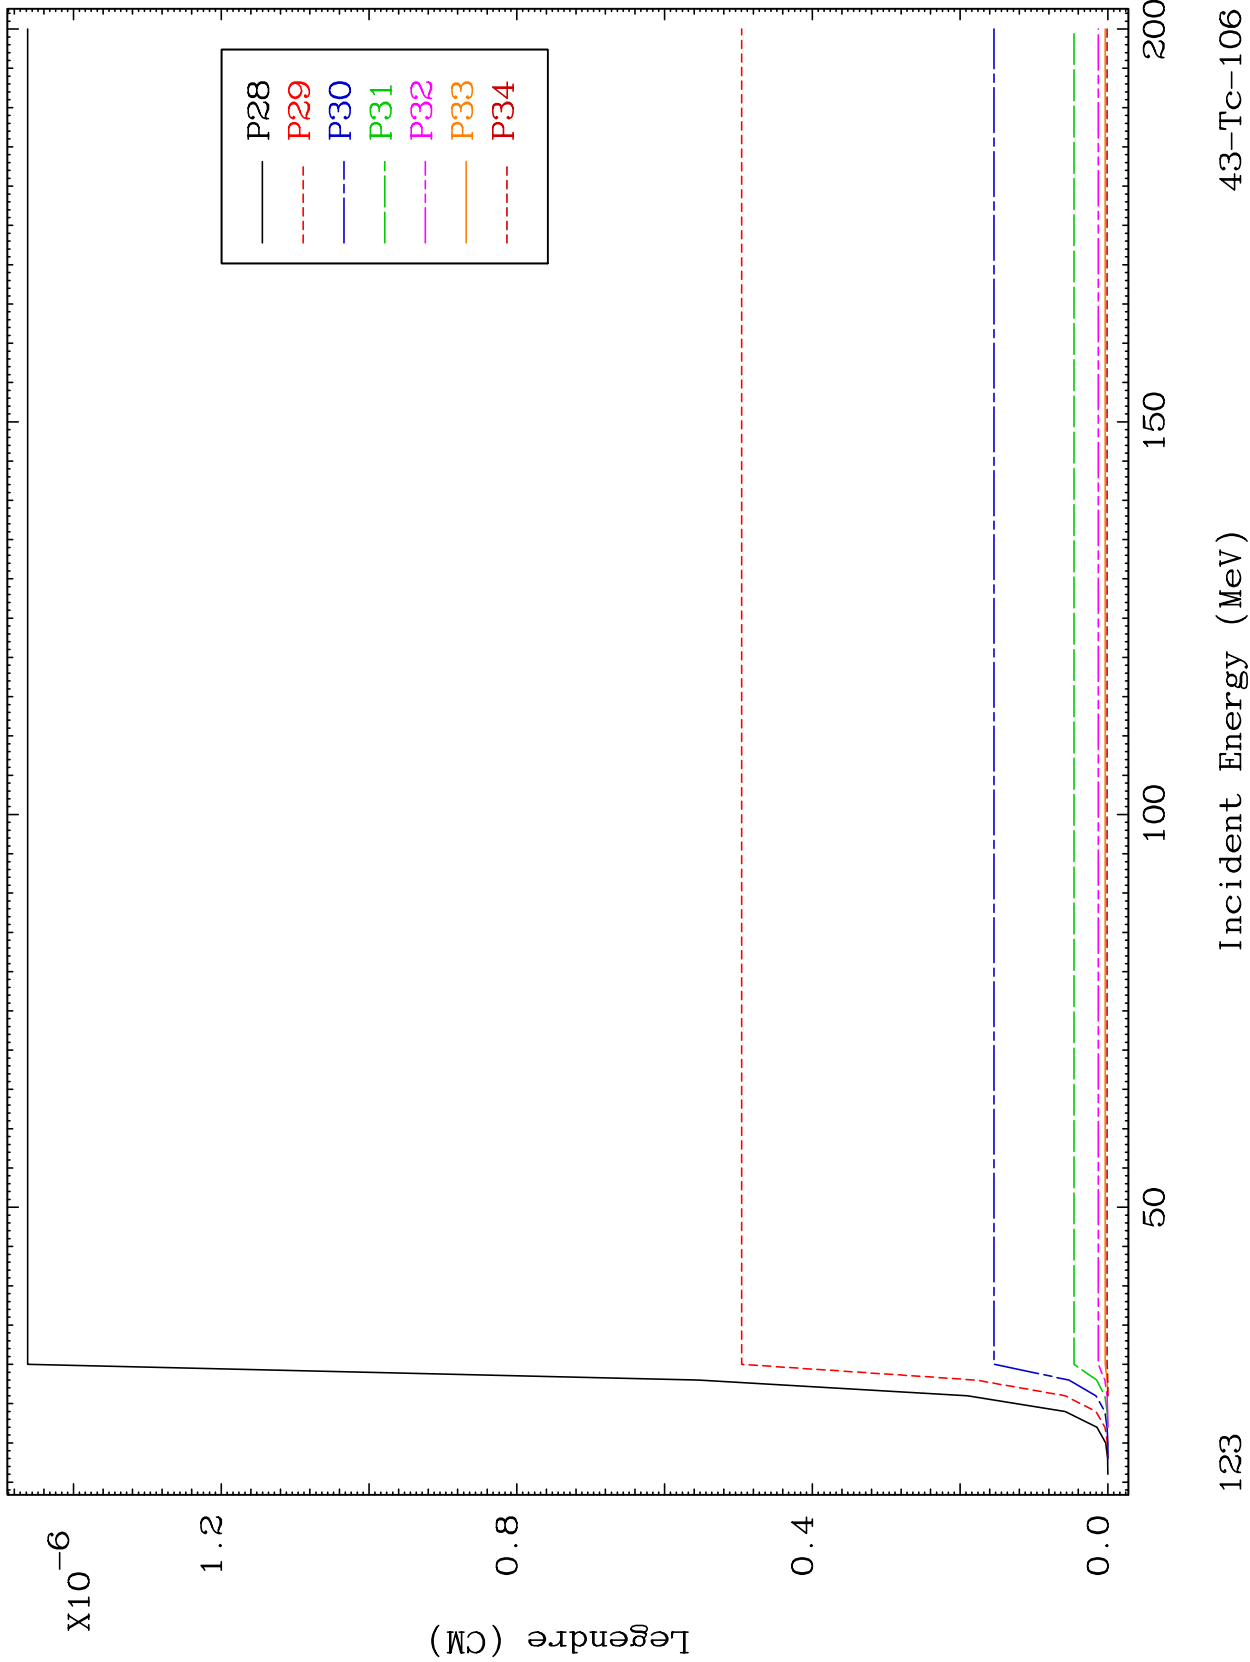 X10⁻⁶
1.2
0.8
0.4
0.0
Legendre (CM)
P28
P29
P30
P31
P32
P33
P34
50
100
150
200
Incident Energy (MeV)
123
43-Tc-106